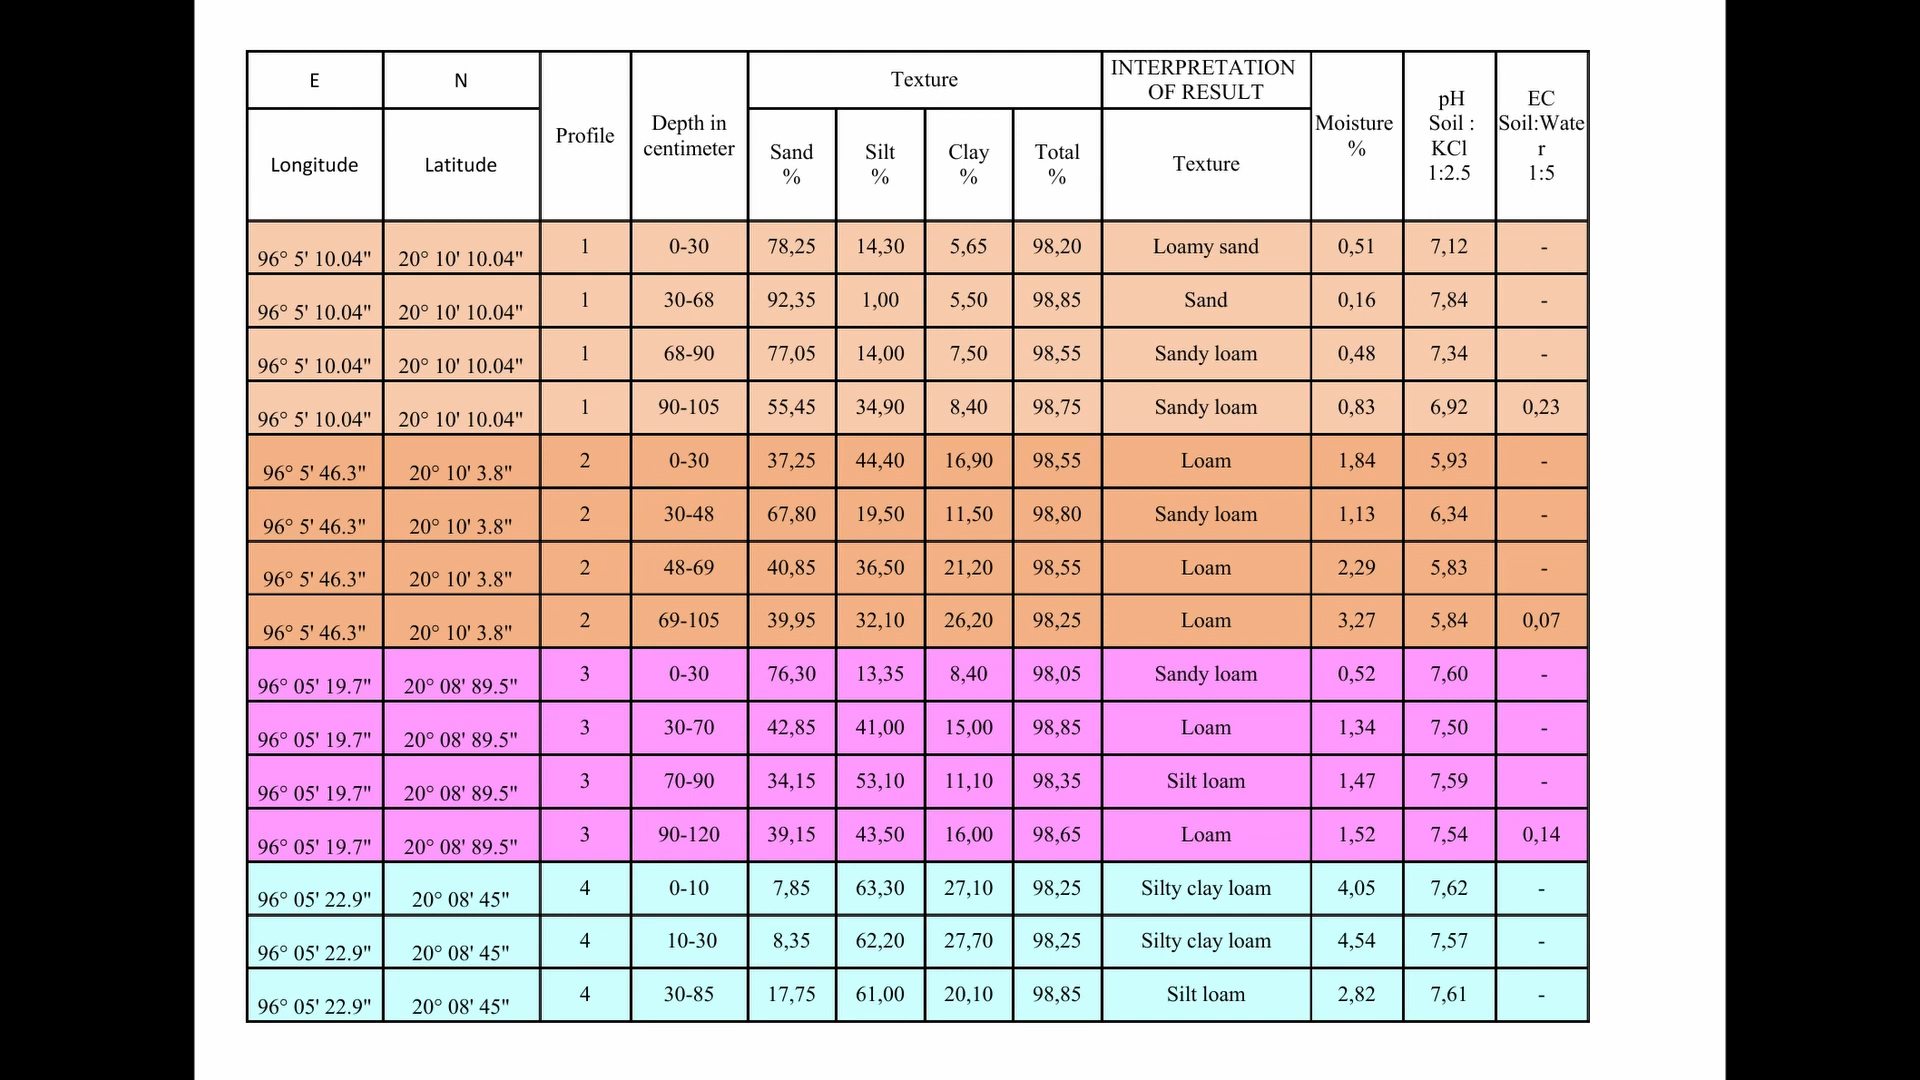 E N Profile Depth in centimeter Texture INTERPRETATION OF RESULT Moisture % pH Soil : KCl 1:2.5 EC Soil:Water 1:5
Longitude Latitude Sand % Silt % Clay % Total % Texture
96° 5' 10.04" 20° 10' 10.04" 1 0-30 78,25 14,30 5,65 98,20 Loamy sand 0,51 7,12 -
96° 5' 10.04" 20° 10' 10.04" 1 30-68 92,35 1,00 5,50 98,85 Sand 0,16 7,84 -
96° 5' 10.04" 20° 10' 10.04" 1 68-90 77,05 14,00 7,50 98,55 Sandy loam 0,48 7,34 -
96° 5' 10.04" 20° 10' 10.04" 1 90-105 55,45 34,90 8,40 98,75 Sandy loam 0,83 6,92 0,23
96° 5' 46.3" 20° 10' 3.8" 2 0-30 37,25 44,40 16,90 98,55 Loam 1,84 5,93 -
96° 5' 46.3" 20° 10' 3.8" 2 30-48 67,80 19,50 11,50 98,80 Sandy loam 1,13 6,34 -
96° 5' 46.3" 20° 10' 3.8" 2 48-69 40,85 36,50 21,20 98,55 Loam 2,29 5,83 -
96° 5' 46.3" 20° 10' 3.8" 2 69-105 39,95 32,10 26,20 98,25 Loam 3,27 5,84 0,07
96° 05' 19.7" 20° 08' 89.5" 3 0-30 76,30 13,35 8,40 98,05 Sandy loam 0,52 7,60 -
96° 05' 19.7" 20° 08' 89.5" 3 30-70 42,85 41,00 15,00 98,85 Loam 1,34 7,50 -
96° 05' 19.7" 20° 08' 89.5" 3 70-90 34,15 53,10 11,10 98,35 Silt loam 1,47 7,59 -
96° 05' 19.7" 20° 08' 89.5" 3 90-120 39,15 43,50 16,00 98,65 Loam 1,52 7,54 0,14
96° 05' 22.9" 20° 08' 45" 4 0-10 7,85 63,30 27,10 98,25 Silty clay loam 4,05 7,62 -
96° 05' 22.9" 20° 08' 45" 4 10-30 8,35 62,20 27,70 98,25 Silty clay loam 4,54 7,57 -
96° 05' 22.9" 20° 08' 45" 4 30-85 17,75 61,00 20,10 98,85 Silt loam 2,82 7,61 -